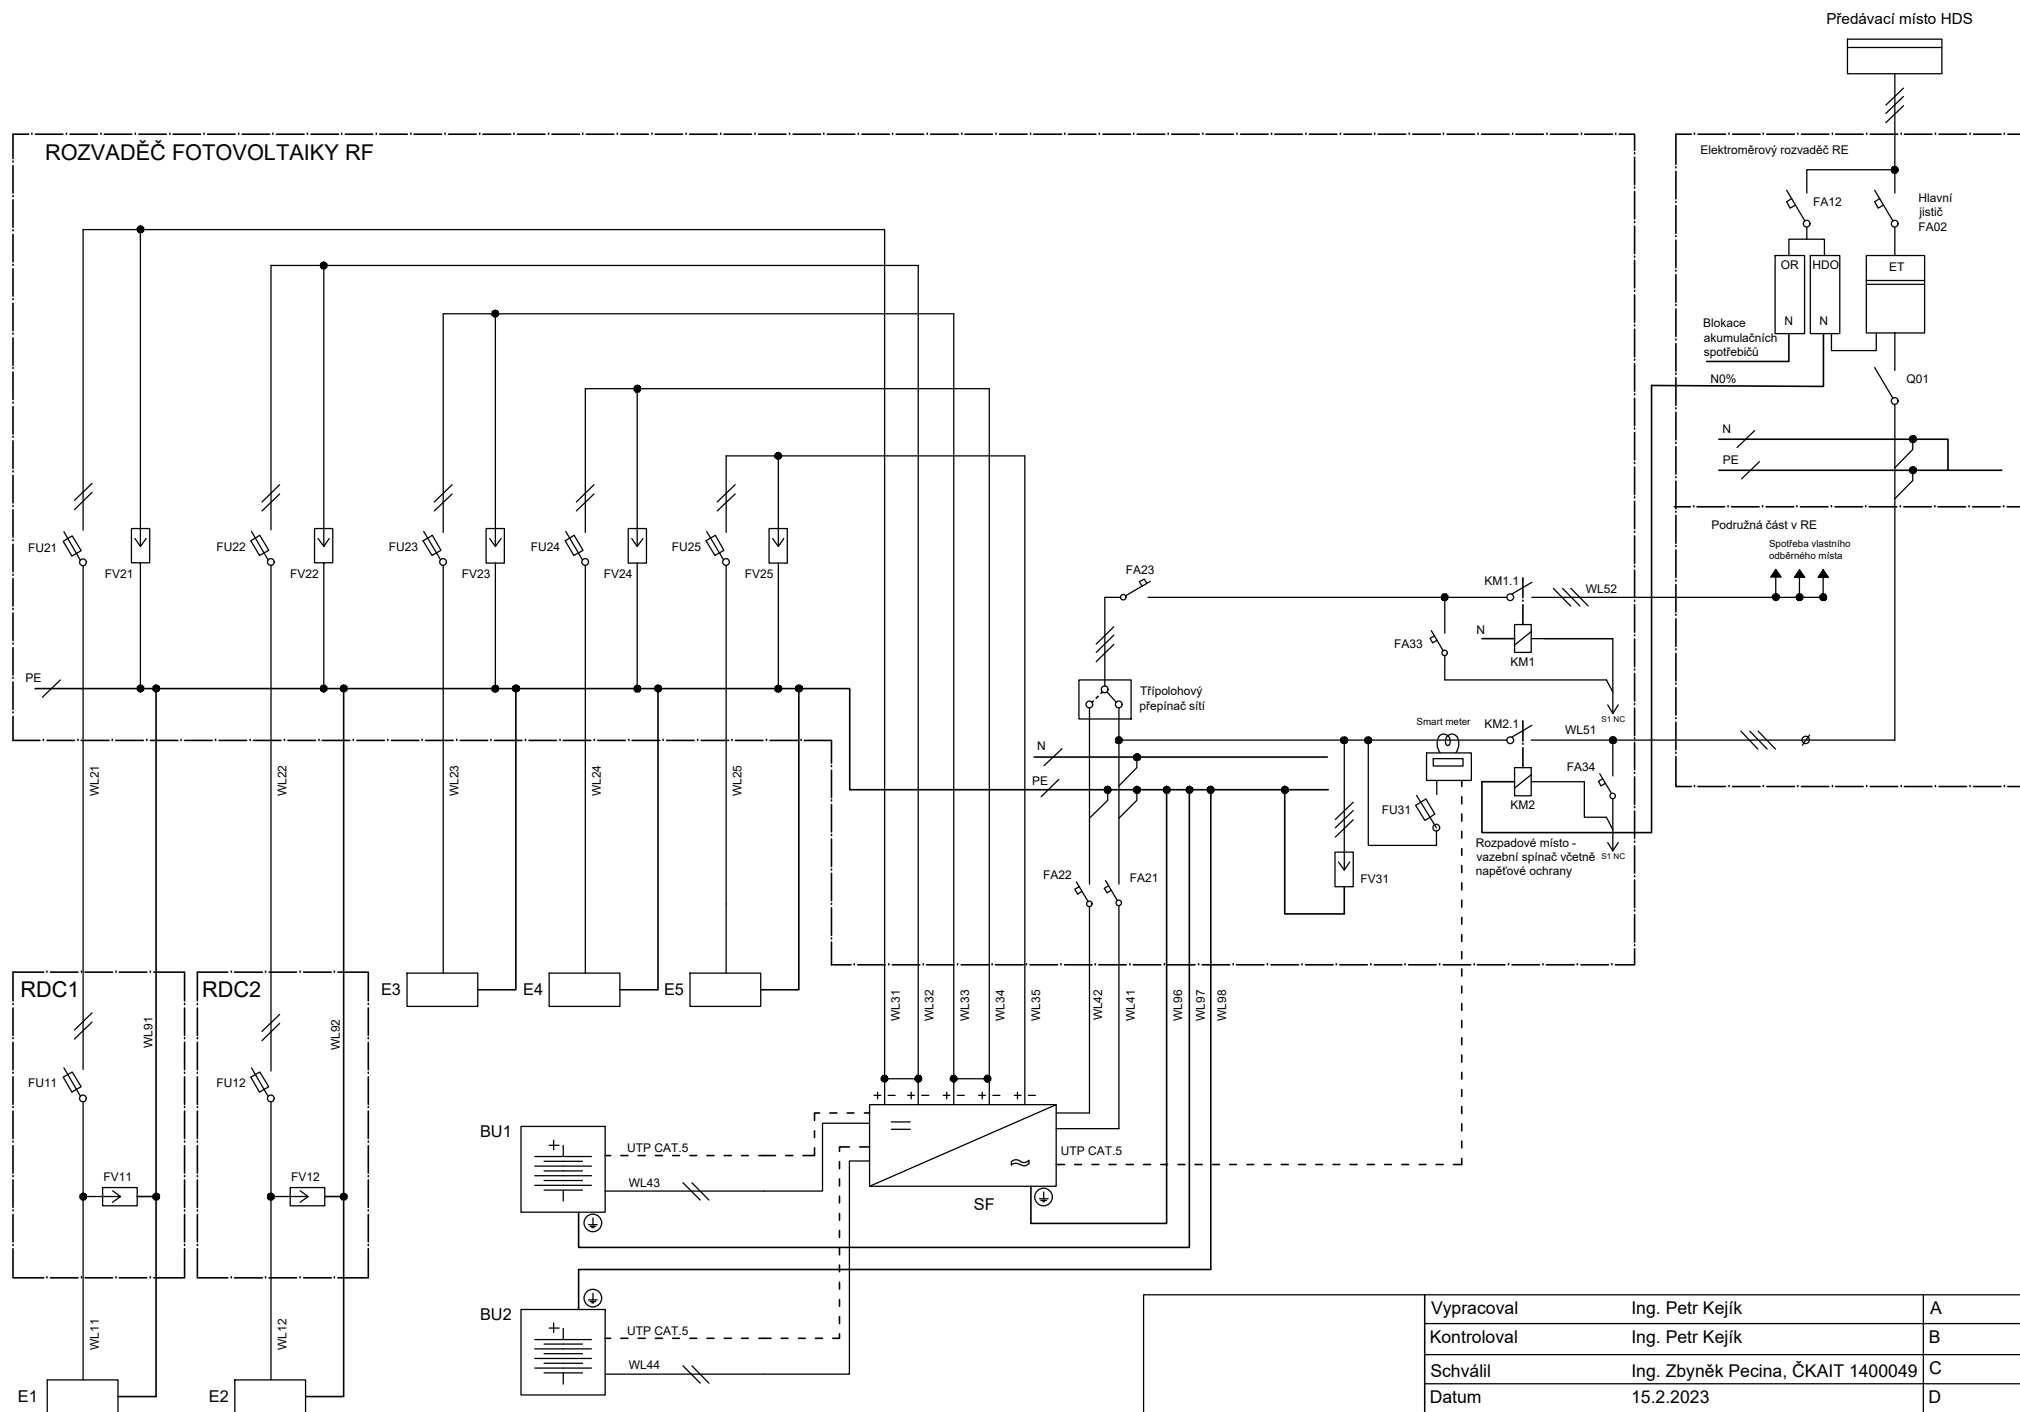 Předávací místo HDS
ROZVADĚČ FOTOVOLTAIKY RF
Elektroměrový rozvaděč RE
FA12
Hlavní
jistič
FA02
OR
HDO
ET
N
N
Blokace
akumulačních
spotřebičů
N0%
Q01
N
PE
Podružná část v RE
Spotřeba vlastního
odběrného místa
FU21
FV21
FU22
FV22
FU23
FV23
FU24
FV24
FU25
FV25
FA23
KM1.1
WL52
FA33
N
KM1
S1 NC
PE
Třípolohový
přepínač sítí
Smart meter
KM2.1
WL51
N
PE
FA34
KM2
FU31
Rozpadové místo -
vazební spínač včetně
napěťové ochrany
S1 NC
FV31
FA22
FA21
WL21
WL22
WL23
WL24
WL25
RDC1
RDC2
E3
E4
E5
WL91
WL92
WL31
WL32
WL33
WL34
WL35
WL42
WL41
WL96
WL97
WL98
FU11
FU12
+ − + − + − + − + −
BU1
+
UTP CAT.5
WL43
UTP CAT.5
SF
FV11
FV12
BU2
+
UTP CAT.5
WL44
WL11
WL12
E1
E2
Vypracoval Ing. Petr Kejík A
Kontroloval Ing. Petr Kejík B
Schválil Ing. Zbyněk Pecina, ČKAIT 1400049 C
Datum 15.2.2023 D